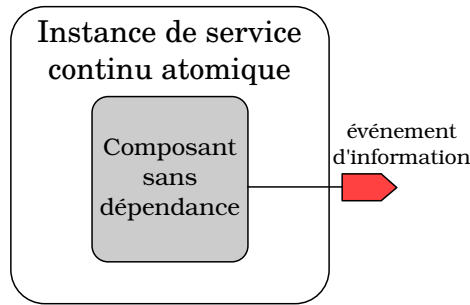 Instance de service
continu atomique
Composant
sans
dépendance
événement
d'information